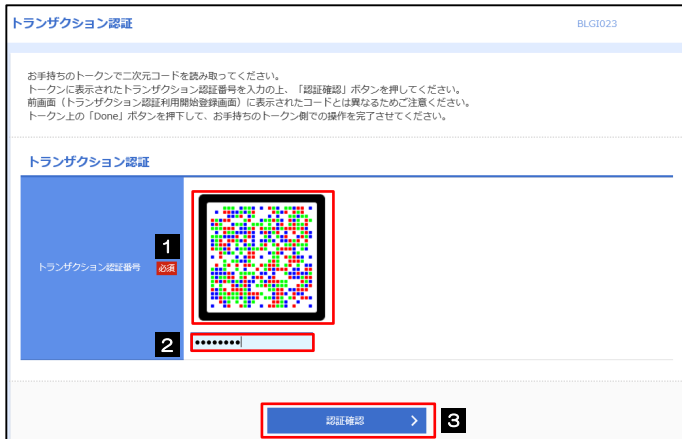 トランザクション認証
BLGI023
お手持ちのトークンで二次元コードを読み取ってください。
トークンに表示されたトランザクション認証番号を入力の上、「認証確認」ボタンを押してください。
前画面(トランザクション認証利用開始登録画面)に表示されたコードとは異なるためご注意ください。
トークン上の「Done」ボタンを押下して、お手持ちのトークン側での操作を完了させてください。
トランザクション認証
1
トランザクション認証番号 必須
2
••••••••
認証確認
3